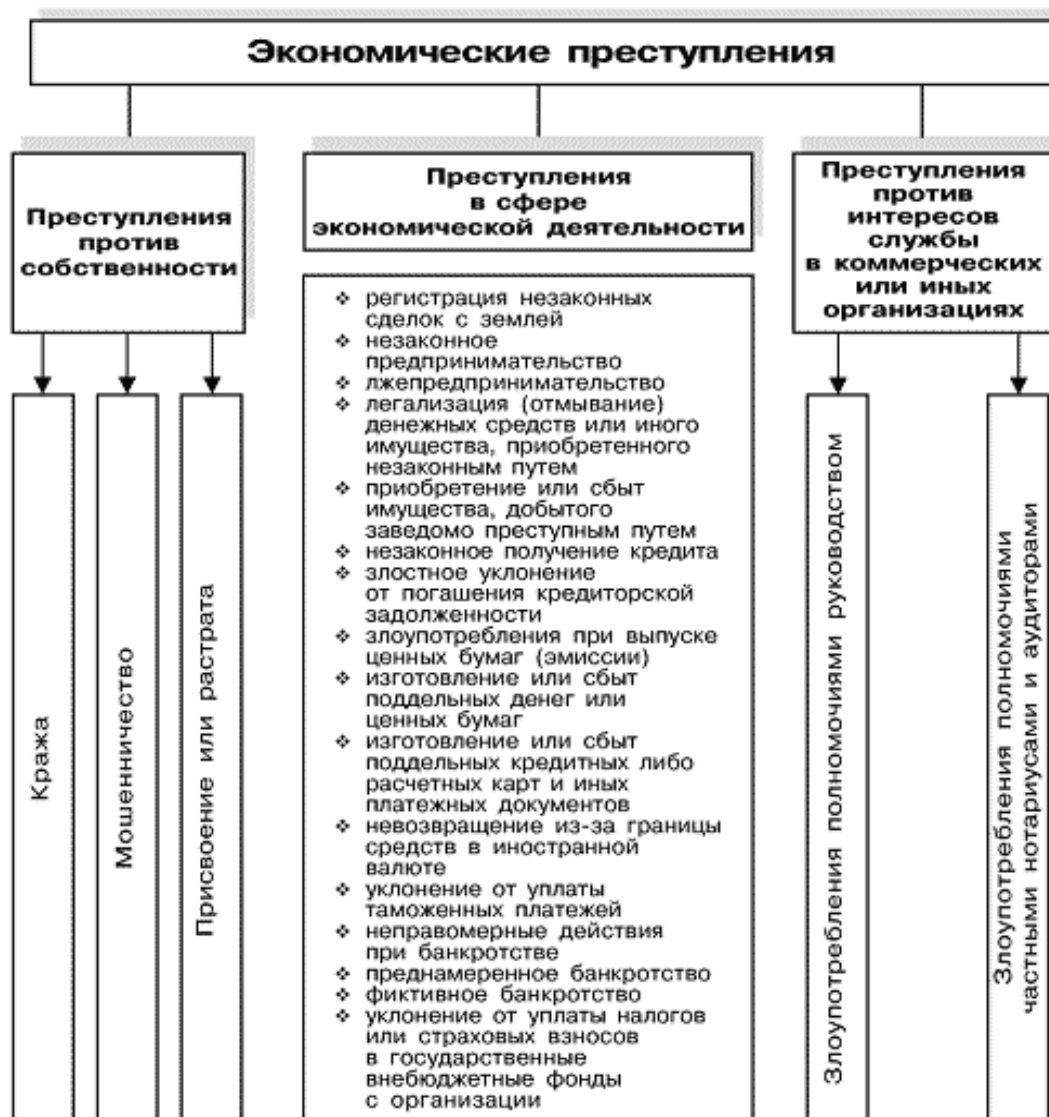 Экономические преступления
Преступления
против
собственности
Кража
Мошенничество
Присвоение или растрата
Преступления
в сфере
экономической деятельности
❖ регистрация незаконных
сделок с землей
❖ незаконное
предпринимательство
❖ лжепредпринимательство
❖ легализация (отмывание)
денежных средств или иного
имущества, приобретенного
незаконным путем
❖ приобретение или сбыт
имущества, добытого
заведомо преступным путем
❖ незаконное получение кредита
❖ злостное уклонение
от погашения кредиторской
задолженности
❖ злоупотребления при выпуске
ценных бумаг (эмиссии)
❖ изготовление или сбыт
поддельных денег или
ценных бумаг
❖ изготовление или сбыт
поддельных кредитных либо
расчетных карт и иных
платежных документов
❖ невозвращение из-за границы
средств в иностранной
валюте
❖ уклонение от уплаты
таможенных платежей
❖ неправомерные действия
при банкротстве
❖ преднамеренное банкротство
❖ фиктивное банкротство
❖ уклонение от уплаты налогов
или страховых взносов
в государственные
внебюджетные фонды
с организации
Преступления
против
интересов
службы
в коммерческих
или иных
организациях
Злоупотребления полномочиями руководством
Злоупотребления полномочиями
частными нотариусами и аудиторами